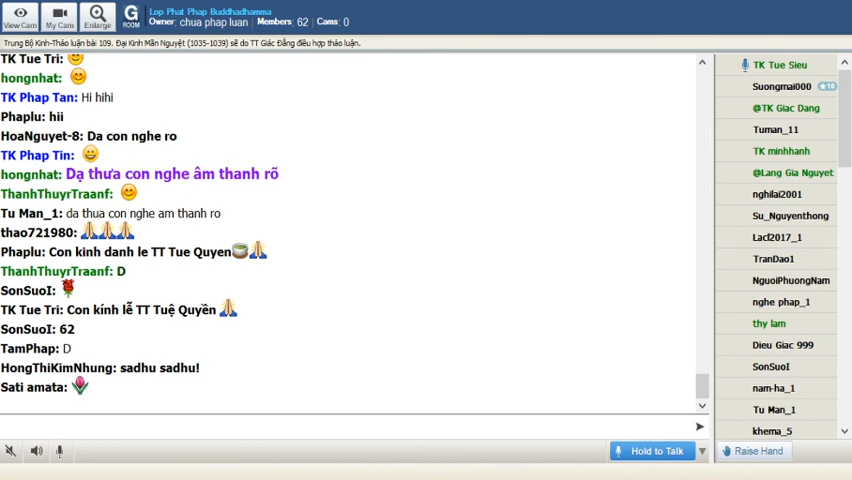 View Cam
My Cam
Enlarge
G ROOM
Lop Phat Phap Buddhadhamma
Owner: chua phap luan Members: 62 Cams: 0
Trung Bộ Kinh-Thảo luận bài 109. Đại Kinh Mãn Nguyệt (1035-1039) sẽ do TT Giác Đẳng điều hợp thảo luận.
TK Tue Tri:
hongnhat:
TK Phap Tan: Hi hihi
Phaplu: hii
HoaNguyet-8: Da con nghe ro
TK Phap Tin:
hongnhat: Dạ thưa con nghe âm thanh rõ
ThanhThuyrTraanf:
Tu Man_1: da thua con nghe am thanh ro
thao721980:
Phaplu: Con kinh danh le TT Tue Quyen
ThanhThuyrTraanf: D
SonSuoI:
TK Tue Tri: Con kính lễ TT Tuệ Quyền
SonSuoI: 62
TamPhap: D
HongThiKimNhung: sadhu sadhu!
Sati amata:
TK Tue Sieu
Suongmai000 10
@TK Giac Dang
Tuman_11
TK minhhanh
@Lang Gia Nguyet
nghilai2001
Su_Nguyenthong
Lacl2017_1
TranDao1
NguoiPhuongNam
nghe phap_1
thy lam
Dieu Giac 999
SonSuoI
nam-ha_1
Tu Man_1
khema_5
Hold to Talk
Raise Hand